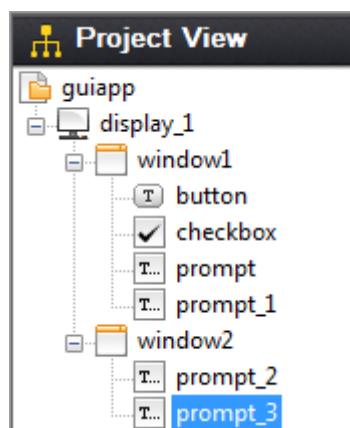 Project View
guiapp
display_1
window1
T button
checkbox
T... prompt
T... prompt_1
window2
T... prompt_2
T... prompt_3